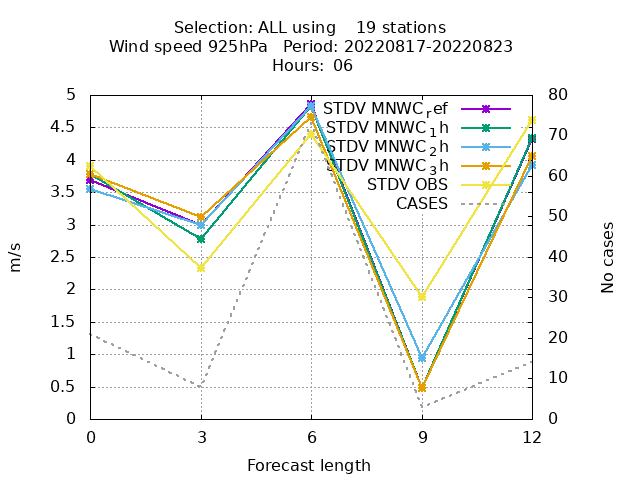 Selection: ALL using    19 stations
Wind speed 925hPa   Period: 20220817-20220823
Hours:  06
5
4.5
4
3.5
3
2.5
2
1.5
1
0.5
0
80
70
60
50
40
30
20
10
0
STDV MNWC_ref
STDV MNWC_1h
STDV MNWC_2h
STDV MNWC_3h
STDV OBS
CASES
m/s
No cases
0 3 6 9 12
Forecast length